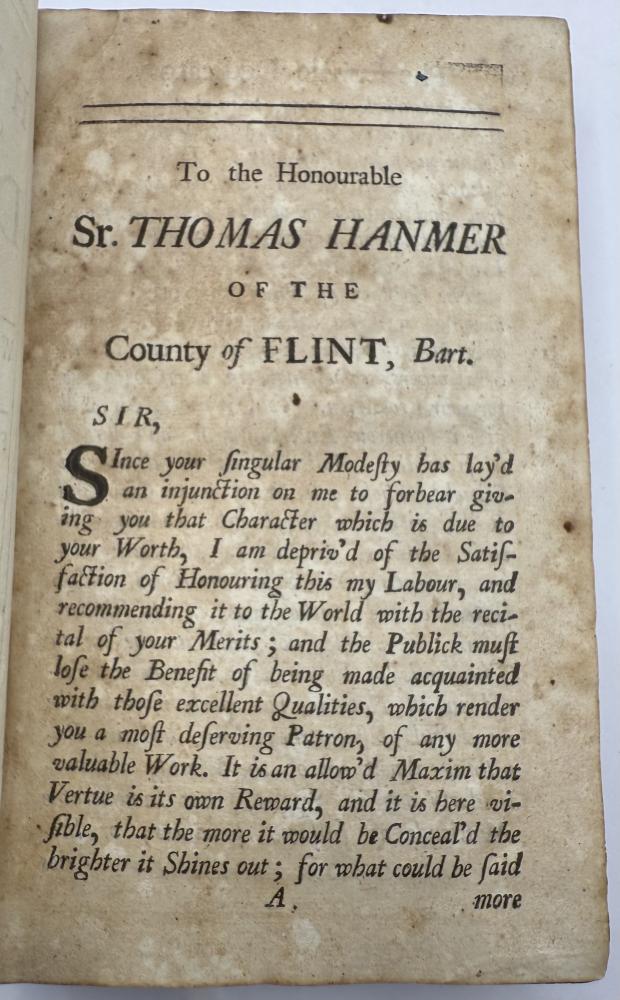 To the Honourable
Sr. THOMAS HANMER
OF THE
County of FLINT, Bart.
SIR,
SInce your ſingular Modeſty has lay'd
an injunction on me to forbear giv-
ing you that Character which is due to
your Worth, I am depriv'd of the Satiſ-
faction of Honouring this my Labour, and
recommending it to the World with the reci-
tal of your Merits; and the Publick muſt
loſe the Benefit of being made acquainted
with thoſe excellent Qualities, which render
you a moſt deſerving Patron, of any more
valuable Work. It is an allow'd Maxim that
Vertue is its own Reward, and it is here vi-
ſible, that the more it would be Conceal'd the
brighter it Shines out; for what could be ſaid
A. more